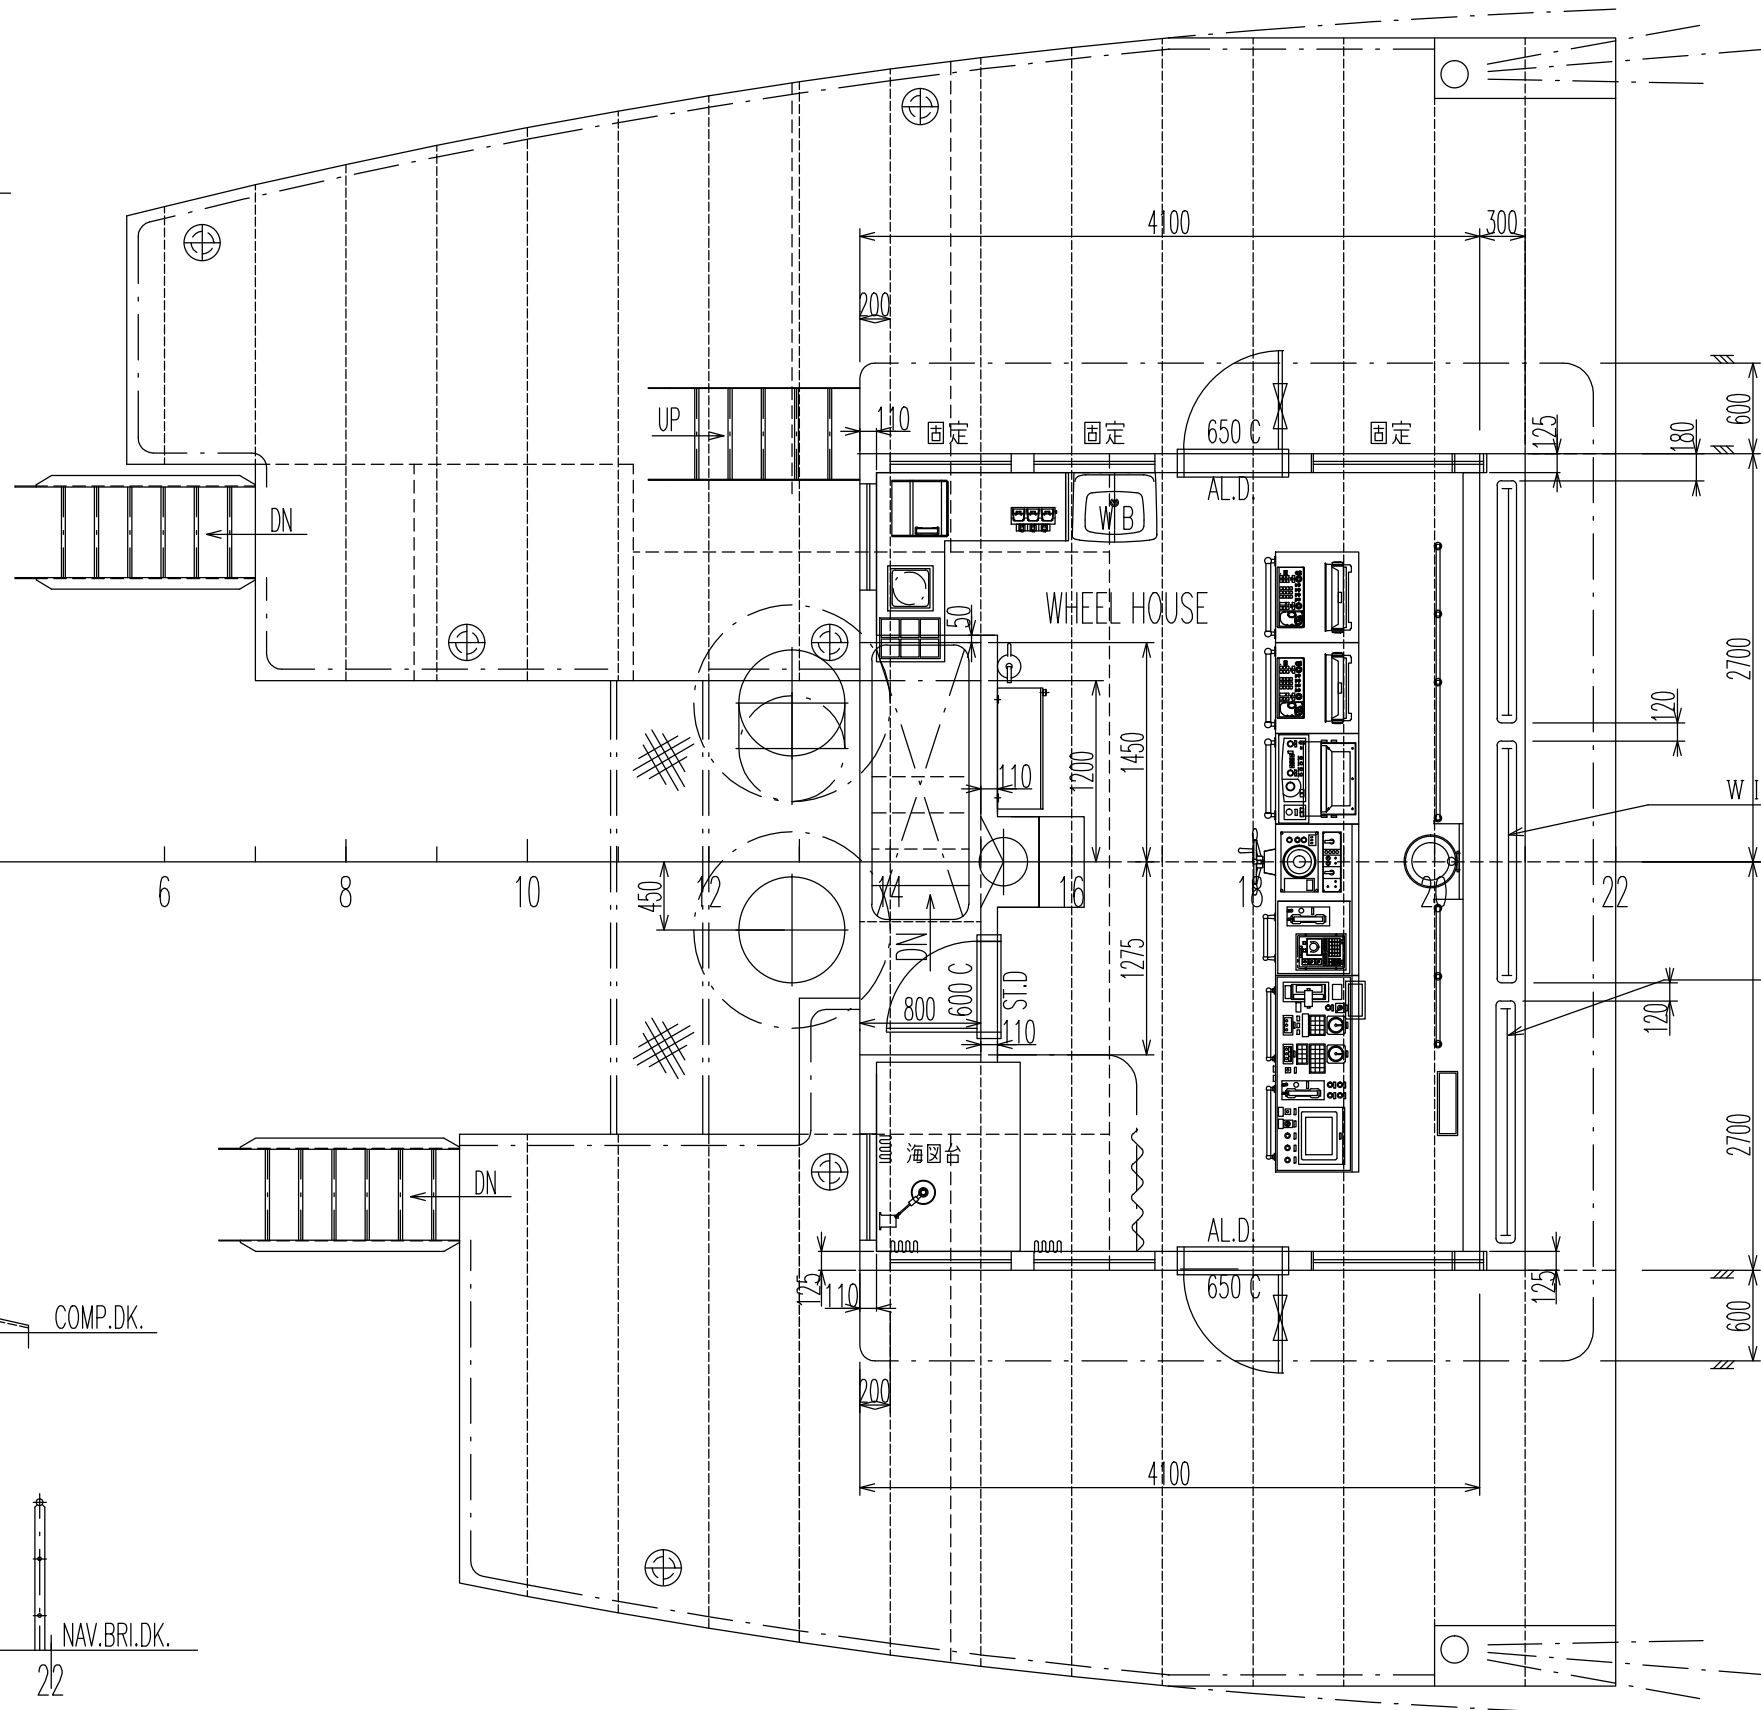 4100
300
200
UP
110
固定
固定
650 C
固定
125
180
600
AL.D.
DN
W B
WHEEL HOUSE
50
2700
120
1450
1200
110
W I
6
8
10
450
12
14
16
18
20
22
DN
1275
600 C
ST.D
800
110
120
2700
海図台
DN
AL.D.
125
110
650 C
125
600
COMP.DK.
200
4100
NAV.BRI.DK.
22